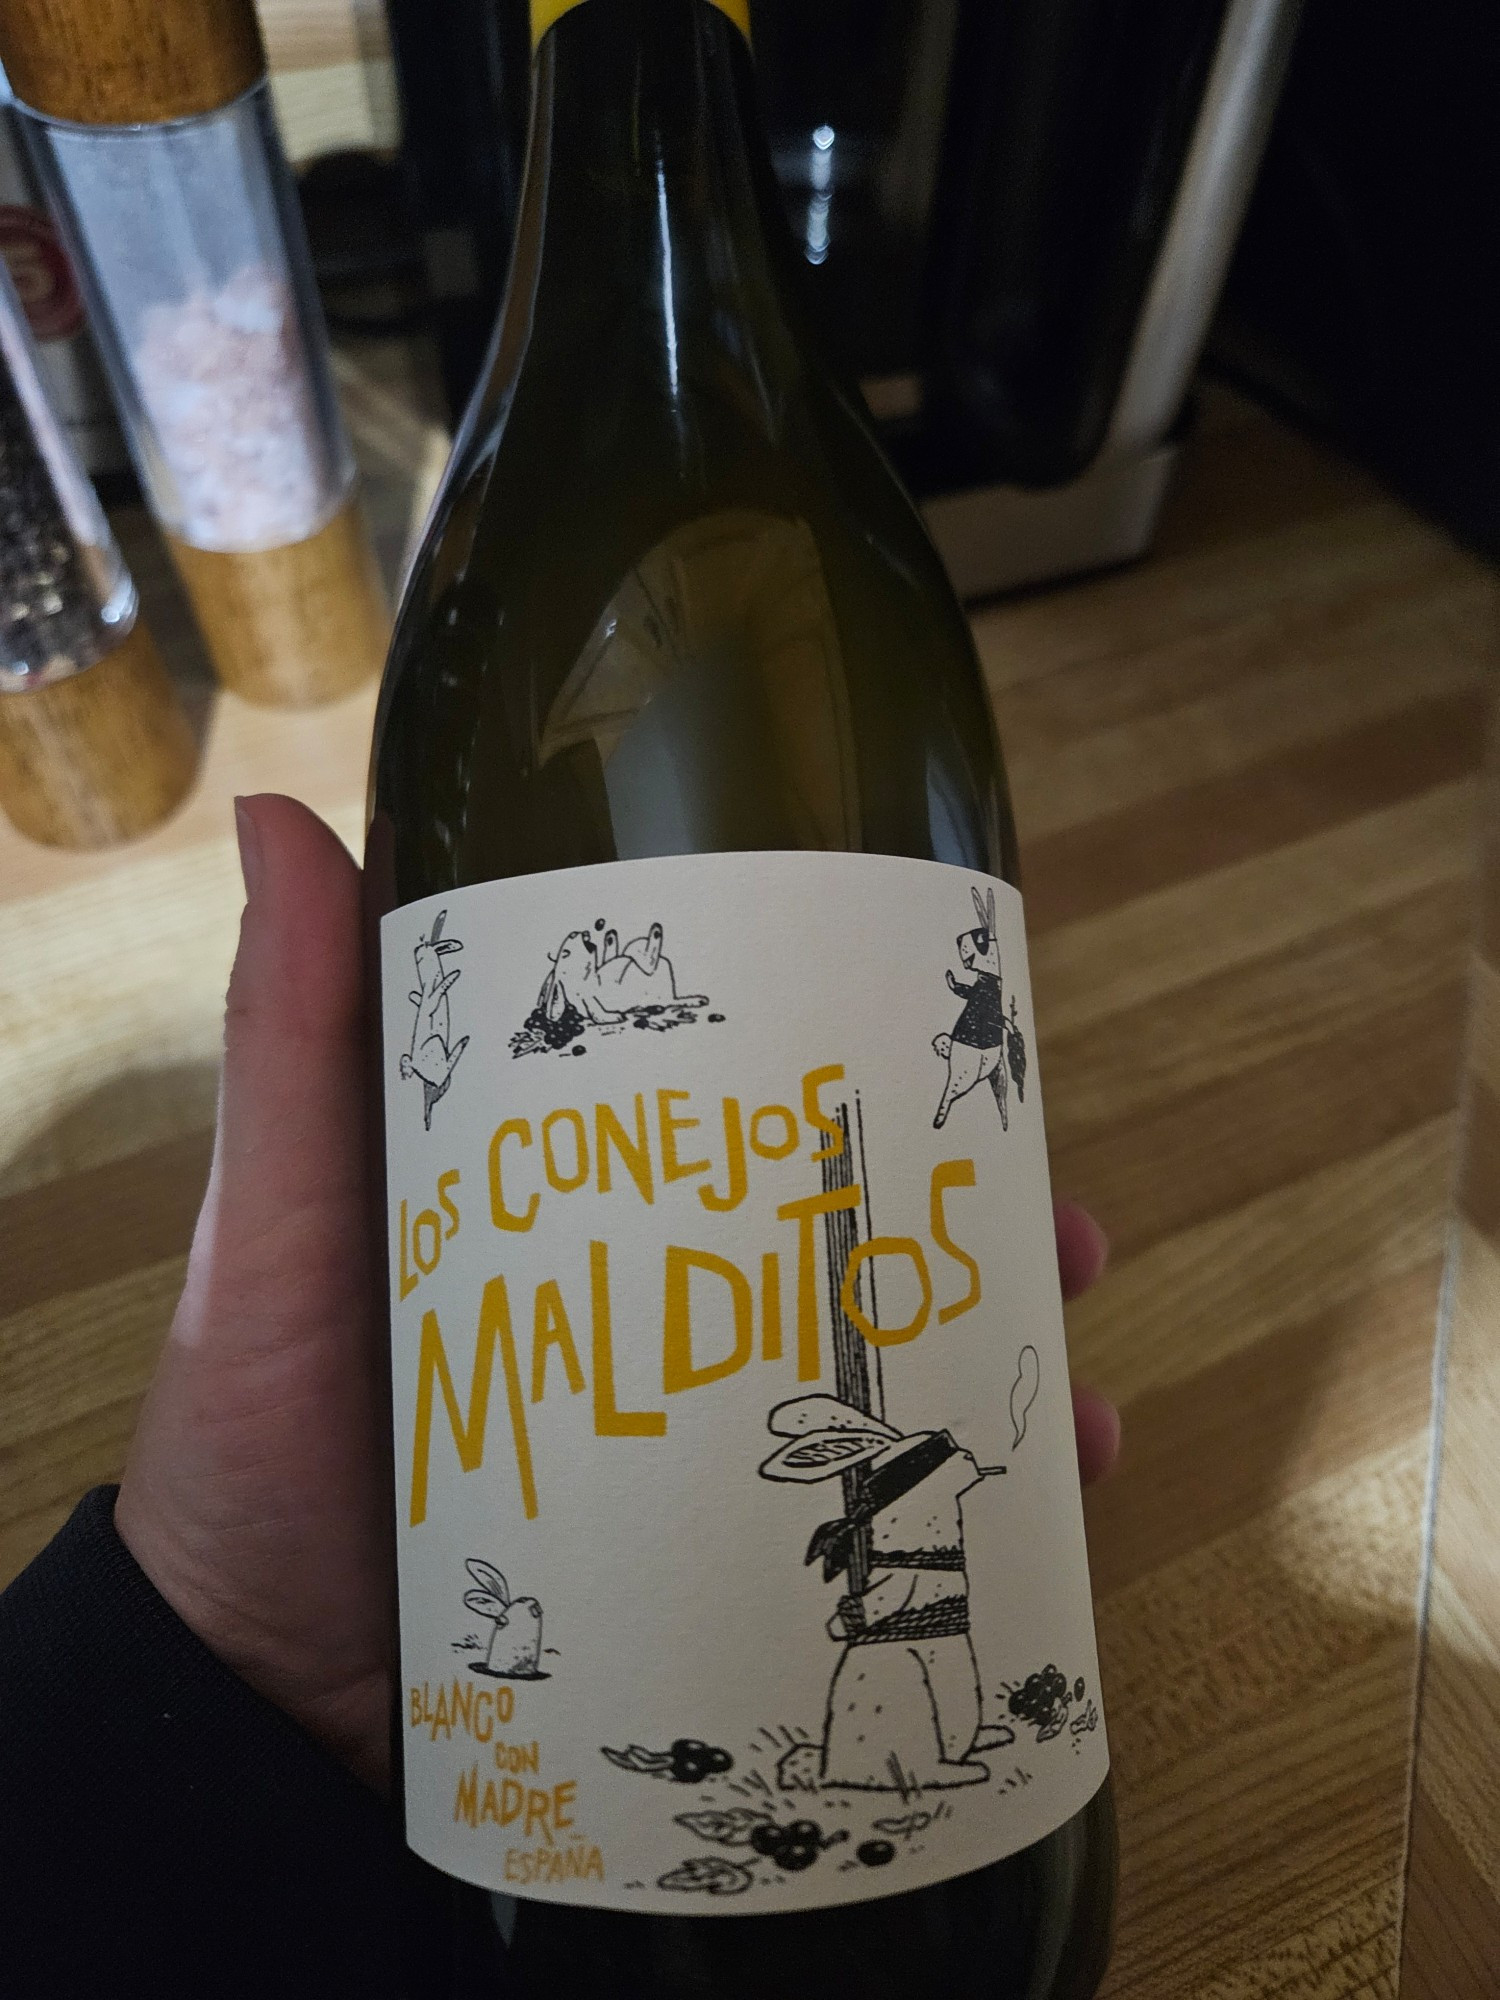 LOS CONEJOS
MALDITOS
BLANCO
CON
MADRE
ESPAÑA